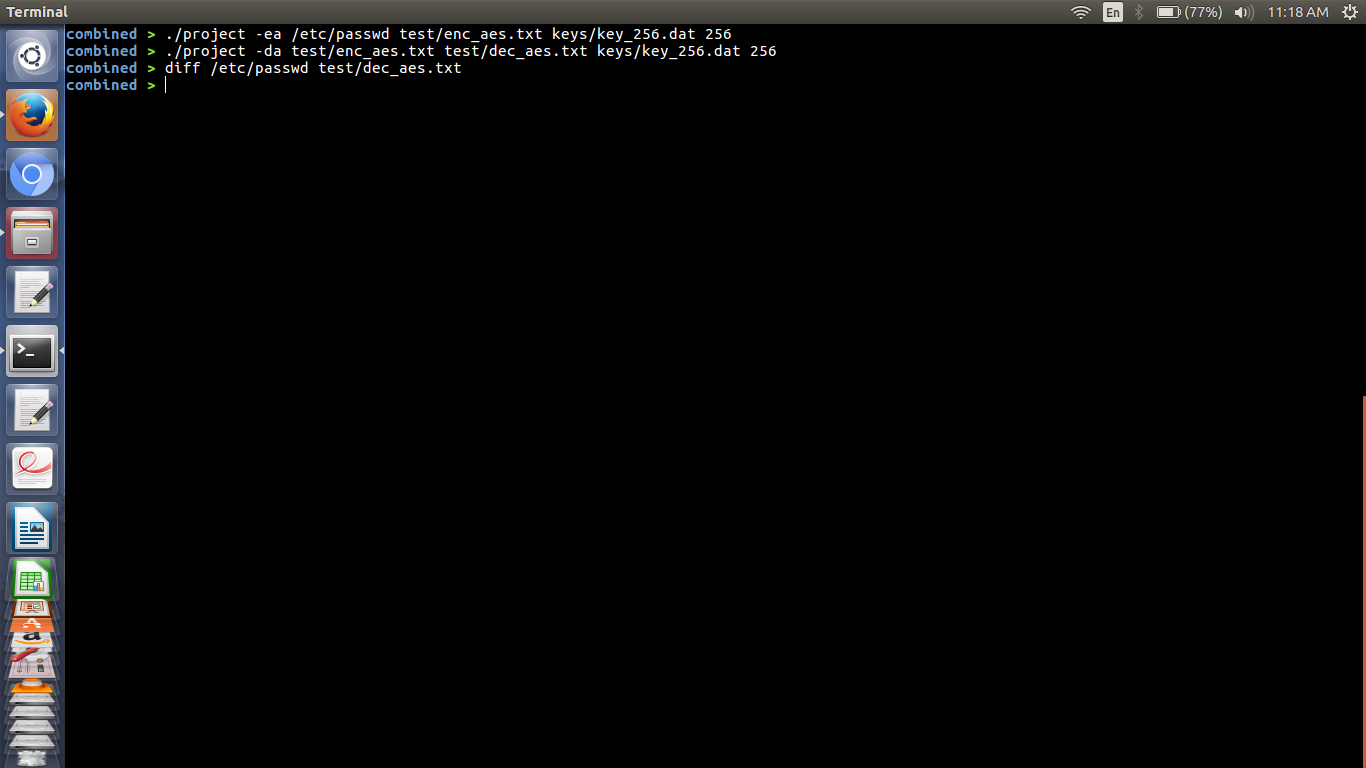 Terminal
En
(77%)
11:18 AM
combined > ./project -ea /etc/passwd test/enc_aes.txt keys/key_256.dat 256
combined > ./project -da test/enc_aes.txt test/dec_aes.txt keys/key_256.dat 256
combined > diff /etc/passwd test/dec_aes.txt
combined >
>_
A
a